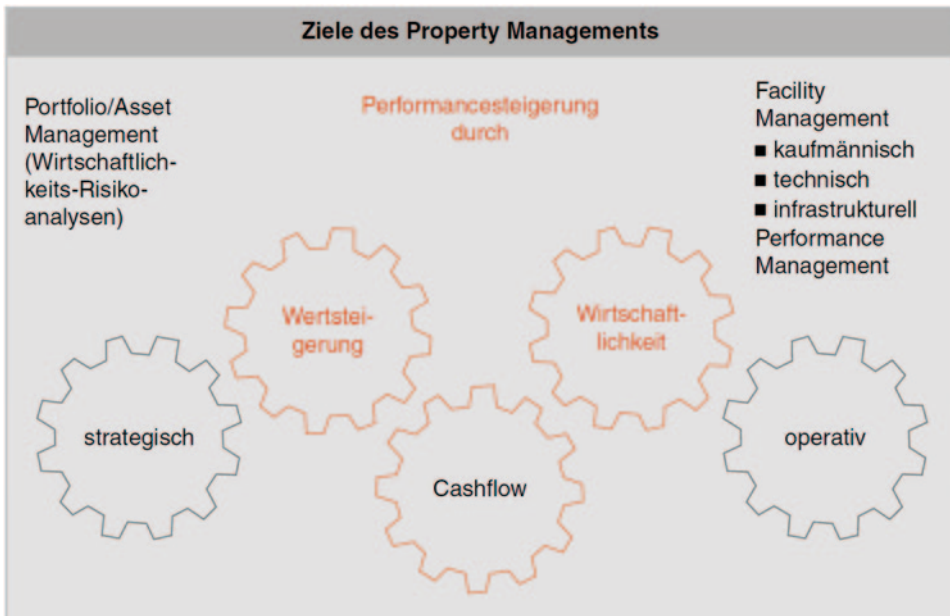 Ziele des Property Managements
Portfolio/Asset
Management
(Wirtschaftlich-
keits-Risiko-
analysen)
Performancesteigerung
durch
Facility
Management
■ kaufmännisch
■ technisch
■ infrastrukturell
Performance
Management
Wertstei-
gerung
Wirtschaft-
lichkeit
strategisch
Cashflow
operativ